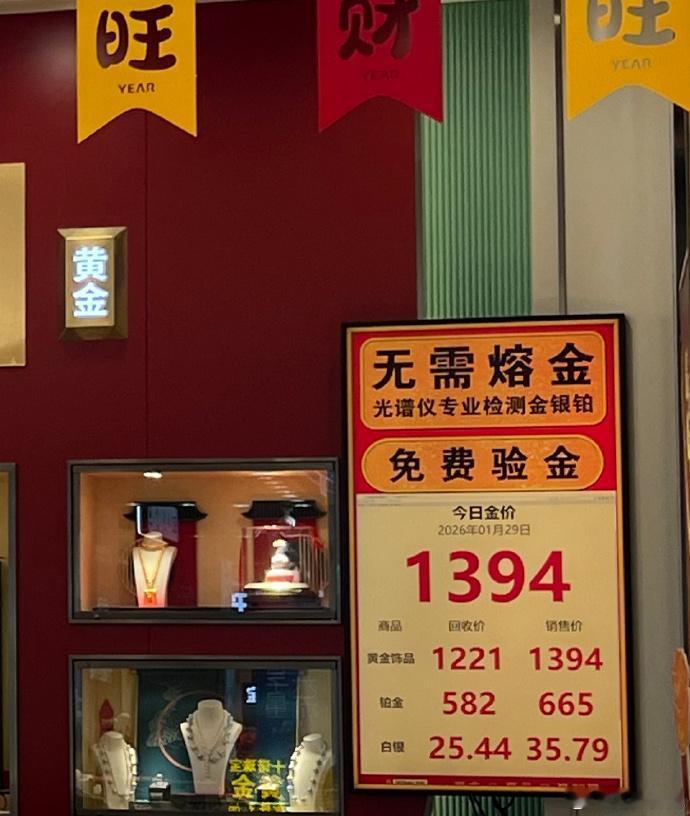 旺
YEAR
财
YEAR
旺
YEAR
黄金
无需熔金
光谱仪专业检测金银铂
免费验金
今日金价
2026年01月29日
1394
商品 回收价 销售价
黄金饰品 1221 1394
铂金 582 665
白银 25.44 35.79